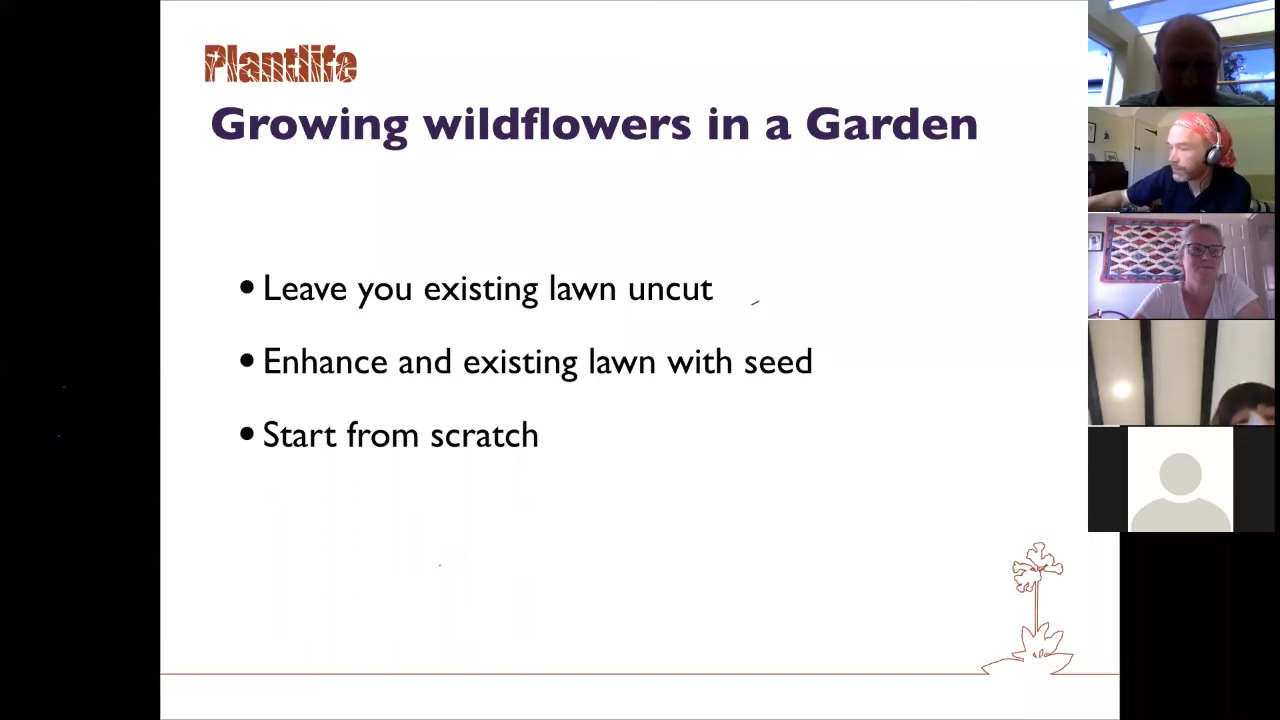 Plantlife
Growing wildflowers in a Garden
• Leave you existing lawn uncut
• Enhance and existing lawn with seed
• Start from scratch